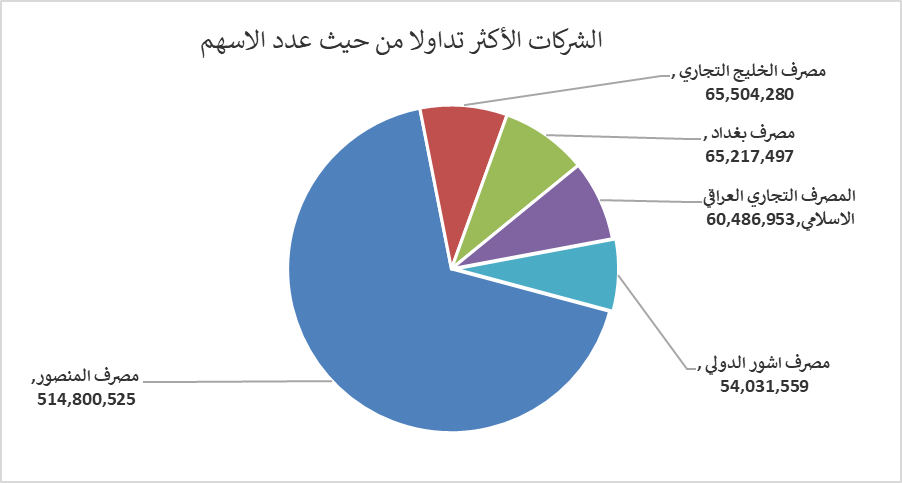 الشركات الأكثر تداولا من حيث عدد الاسهم
مصرف الخليج التجاري ,
65,504,280
مصرف بغداد ,
65,217,497
المصرف التجاري العراقي
الاسلامي, 60,486,953
مصرف اشور الدولي ,
54,031,559
مصرف المنصور,
514,800,525